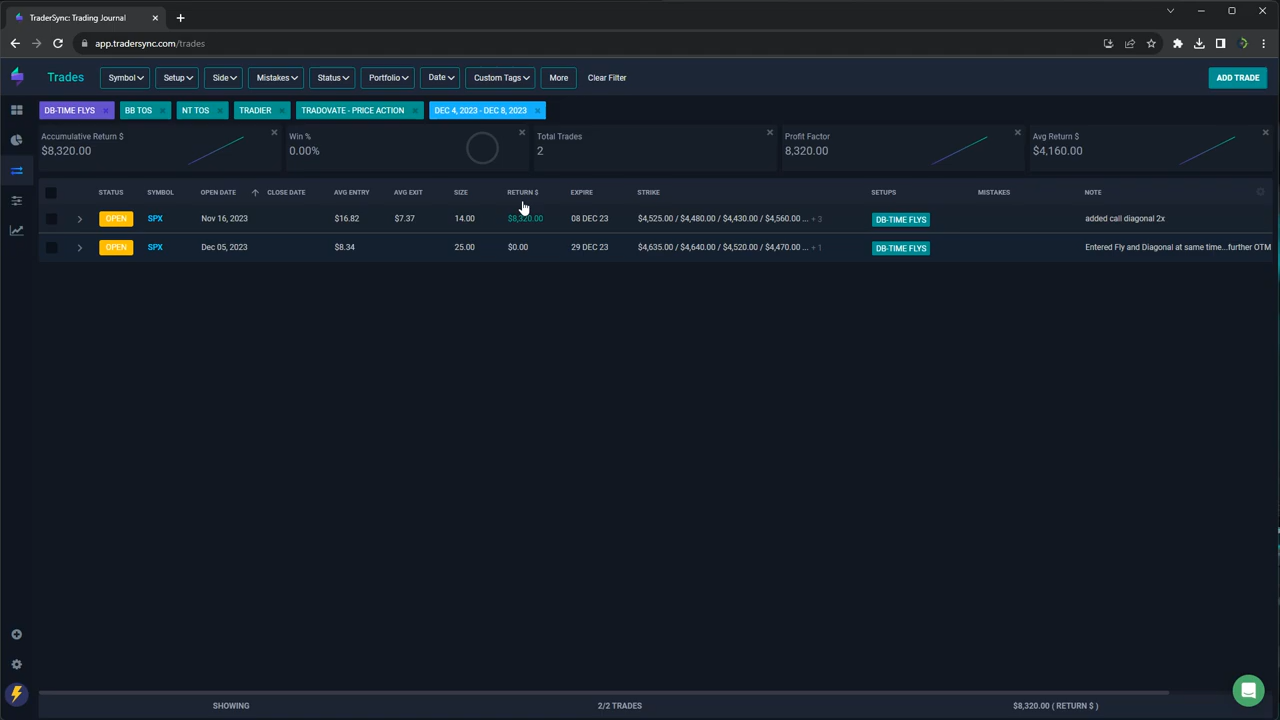 TraderSync: Trading Journal
app.tradersync.com/trades
Trades
Symbol
Setup
Side
Mistakes
Status
Portfolio
Date
Custom Tags
More
Clear Filter
ADD TRADE
DB-TIME FLYS
BB TOS
NT TOS
TRADIER
TRADOVATE - PRICE ACTION
DEC 4, 2023 - DEC 8, 2023
Accumulative Return $
$8,320.00
Win %
0.00%
Total Trades
2
Profit Factor
8,320.00
Avg Return $
$4,160.00
STATUS SYMBOL OPEN DATE CLOSE DATE AVG ENTRY AVG EXIT SIZE RETURN $ EXPIRE STRIKE SETUPS MISTAKES NOTE
OPEN SPX Nov 16, 2023 $16.82 $7.37 14.00 $8,320.00 08 DEC 23 $4,525.00 / $4,480.00 / $4,430.00 / $4,560.00 ... + 3 DB-TIME FLYS added call diagonal 2x
OPEN SPX Dec 05, 2023 $8.34 25.00 $0.00 29 DEC 23 $4,635.00 / $4,640.00 / $4,520.00 / $4,470.00 ... + 1 DB-TIME FLYS Entered Fly and Diagonal at same time...further OTM
SHOWING 2/2 TRADES $8,320.00 ( RETURN $ )